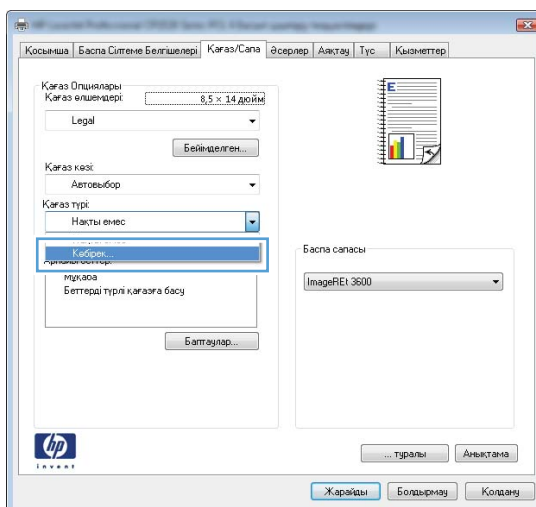 Қосымша Баспа Сілтеме Белгішелері Қағаз/Сапа Әсерлер Аяқтау Түс Қызметтер
Қағаз Опциялары
Қағаз өлшемдері: 8,5 × 14 дюйм
Legal
Бейімделген...
Қағаз көзі:
Автовыбор
Қағаз түрі:
Нақты емес
Көбірек...
Мұқаба
Беттерді түрлі қағазға басу
Баптаулар...
E
Баспа сапасы
ImageREt 3600
hp
invent
... туралы Анықтама
Жарайды Болдырмау Қолдану